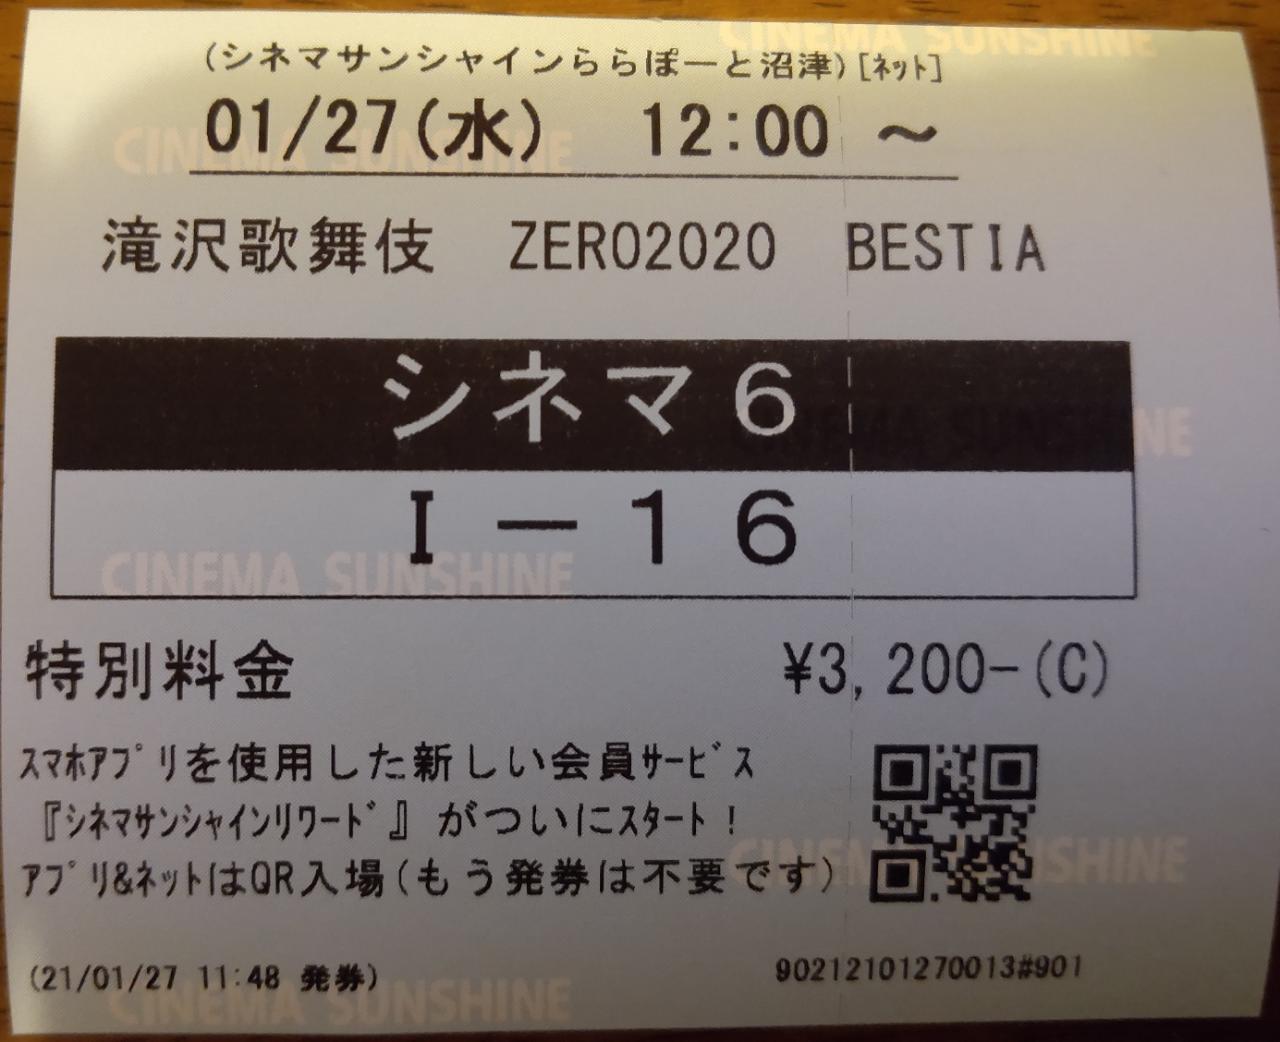 (シネマサンシャインららぽーと沼津)[ネット]
01/27(水) 12:00 ～
滝沢歌舞伎 ZERO2020 BESTIA
シネマ６
Ｉ－１６
特別料金 ¥3,200-(C)
スマホアプリを使用した新しい会員サービス
『シネマサンシャインリワード』がついにスタート！
アプリ&ネットはQR入場(もう発券は不要です)
(21/01/27 11:48 発券) 90212101270013#901
CINEMA SUNSHINE
CINEMA SUNSHINE
CINEMA SUNSHINE
CINEMA SUNSHINE
CINEMA SUNSHINE
CINEMA SUNSHINE